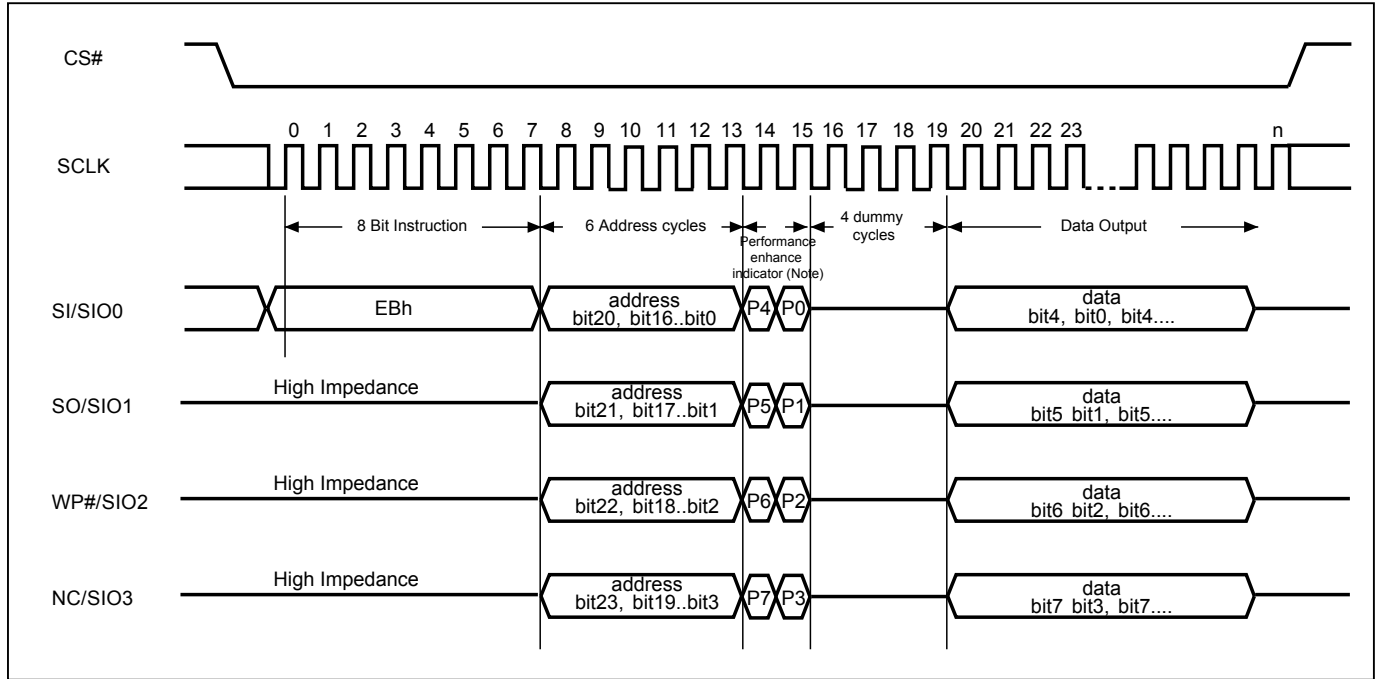 CS#
0 1 2 3 4 5 6 7 8 9 10 11 12 13 14 15 16 17 18 19 20 21 22 23 n
SCLK
8 Bit Instruction
6 Address cycles
Performance
enhance
indicator (Note)
4 dummy
cycles
Data Output
SI/SIO0
EBh
address
bit20, bit16..bit0
P4 P0
data
bit4, bit0, bit4....
SO/SIO1
High Impedance
address
bit21, bit17..bit1
P5 P1
data
bit5 bit1, bit5....
WP#/SIO2
High Impedance
address
bit22, bit18..bit2
P6 P2
data
bit6 bit2, bit6....
NC/SIO3
High Impedance
address
bit23, bit19..bit3
P7 P3
data
bit7 bit3, bit7....